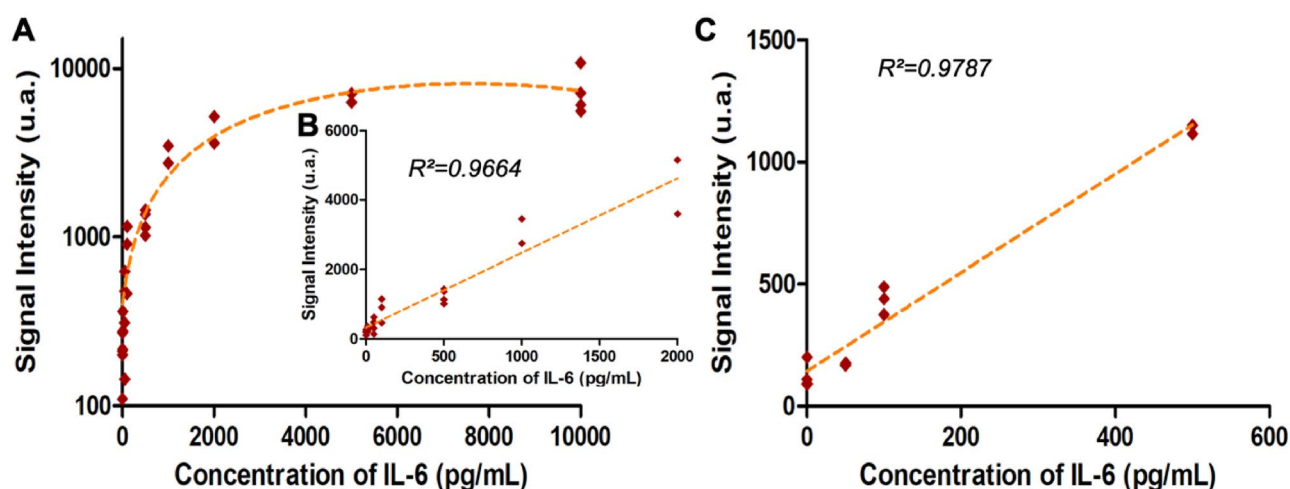 A
Signal Intensity (u.a.)
10000
1000
100
0
2000
4000
6000
8000
10000
Concentration of IL-6 (pg/mL)
B
R²=0.9664
Signal Intensity (u.a.)
6000
4000
2000
0
0
500
1000
1500
2000
Concentration of IL-6 (pg/mL)
C
R²=0.9787
Signal Intensity (u.a.)
1500
1000
500
0
0
200
400
600
Concentration of IL-6 (pg/mL)